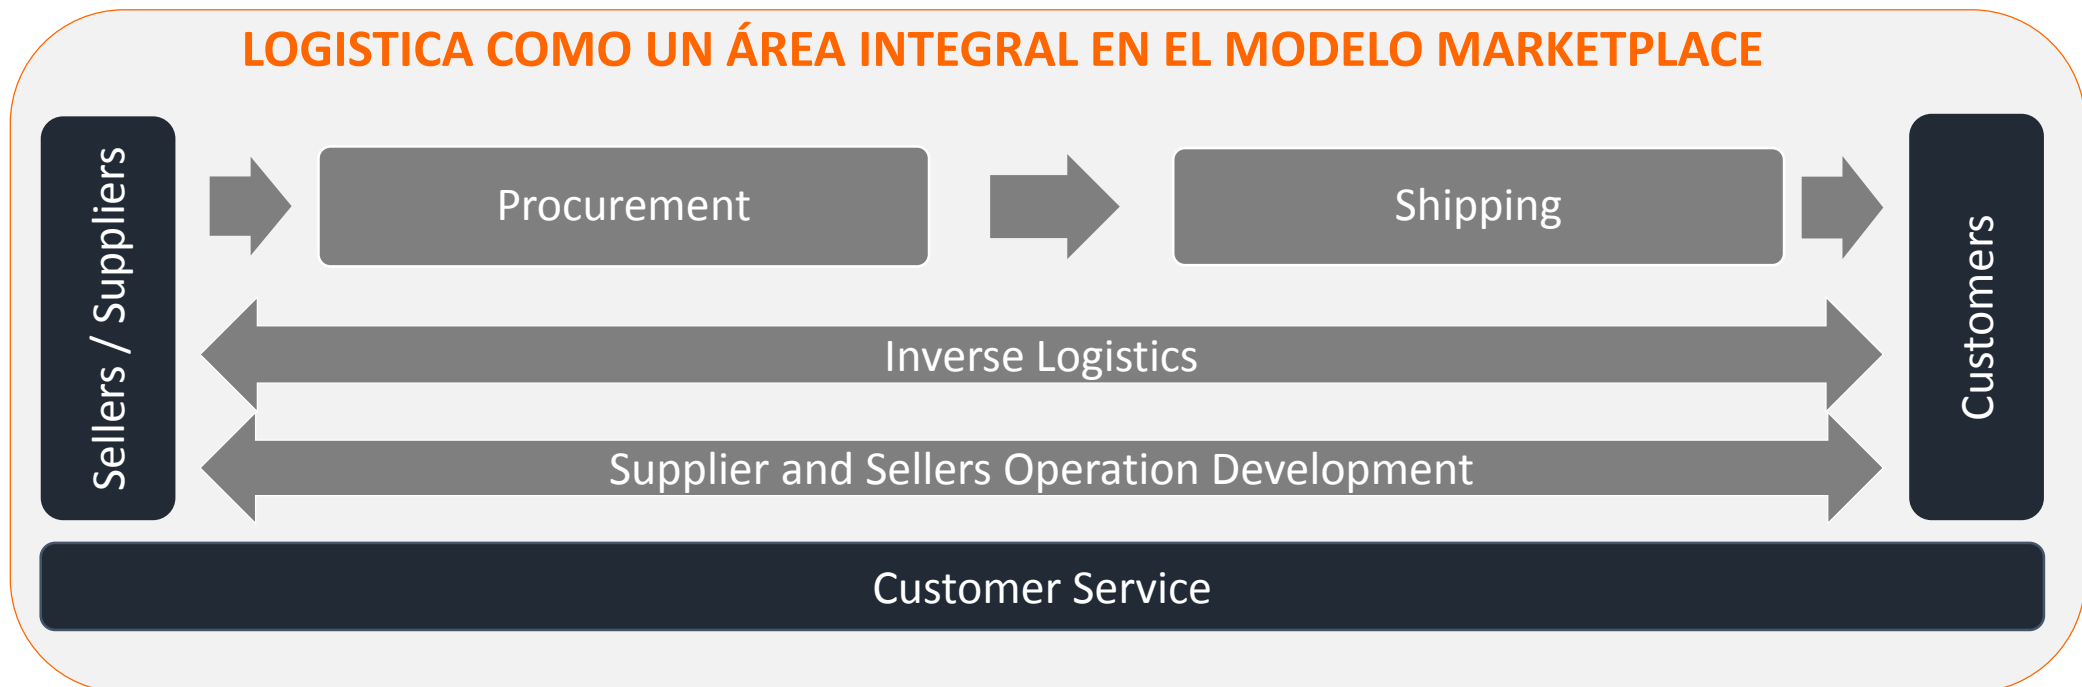 LOGISTICA COMO UN ÁREA INTEGRAL EN EL MODELO MARKETPLACE
Sellers / Suppliers
Procurement
Shipping
Customers
Inverse Logistics
Supplier and Sellers Operation Development
Customer Service